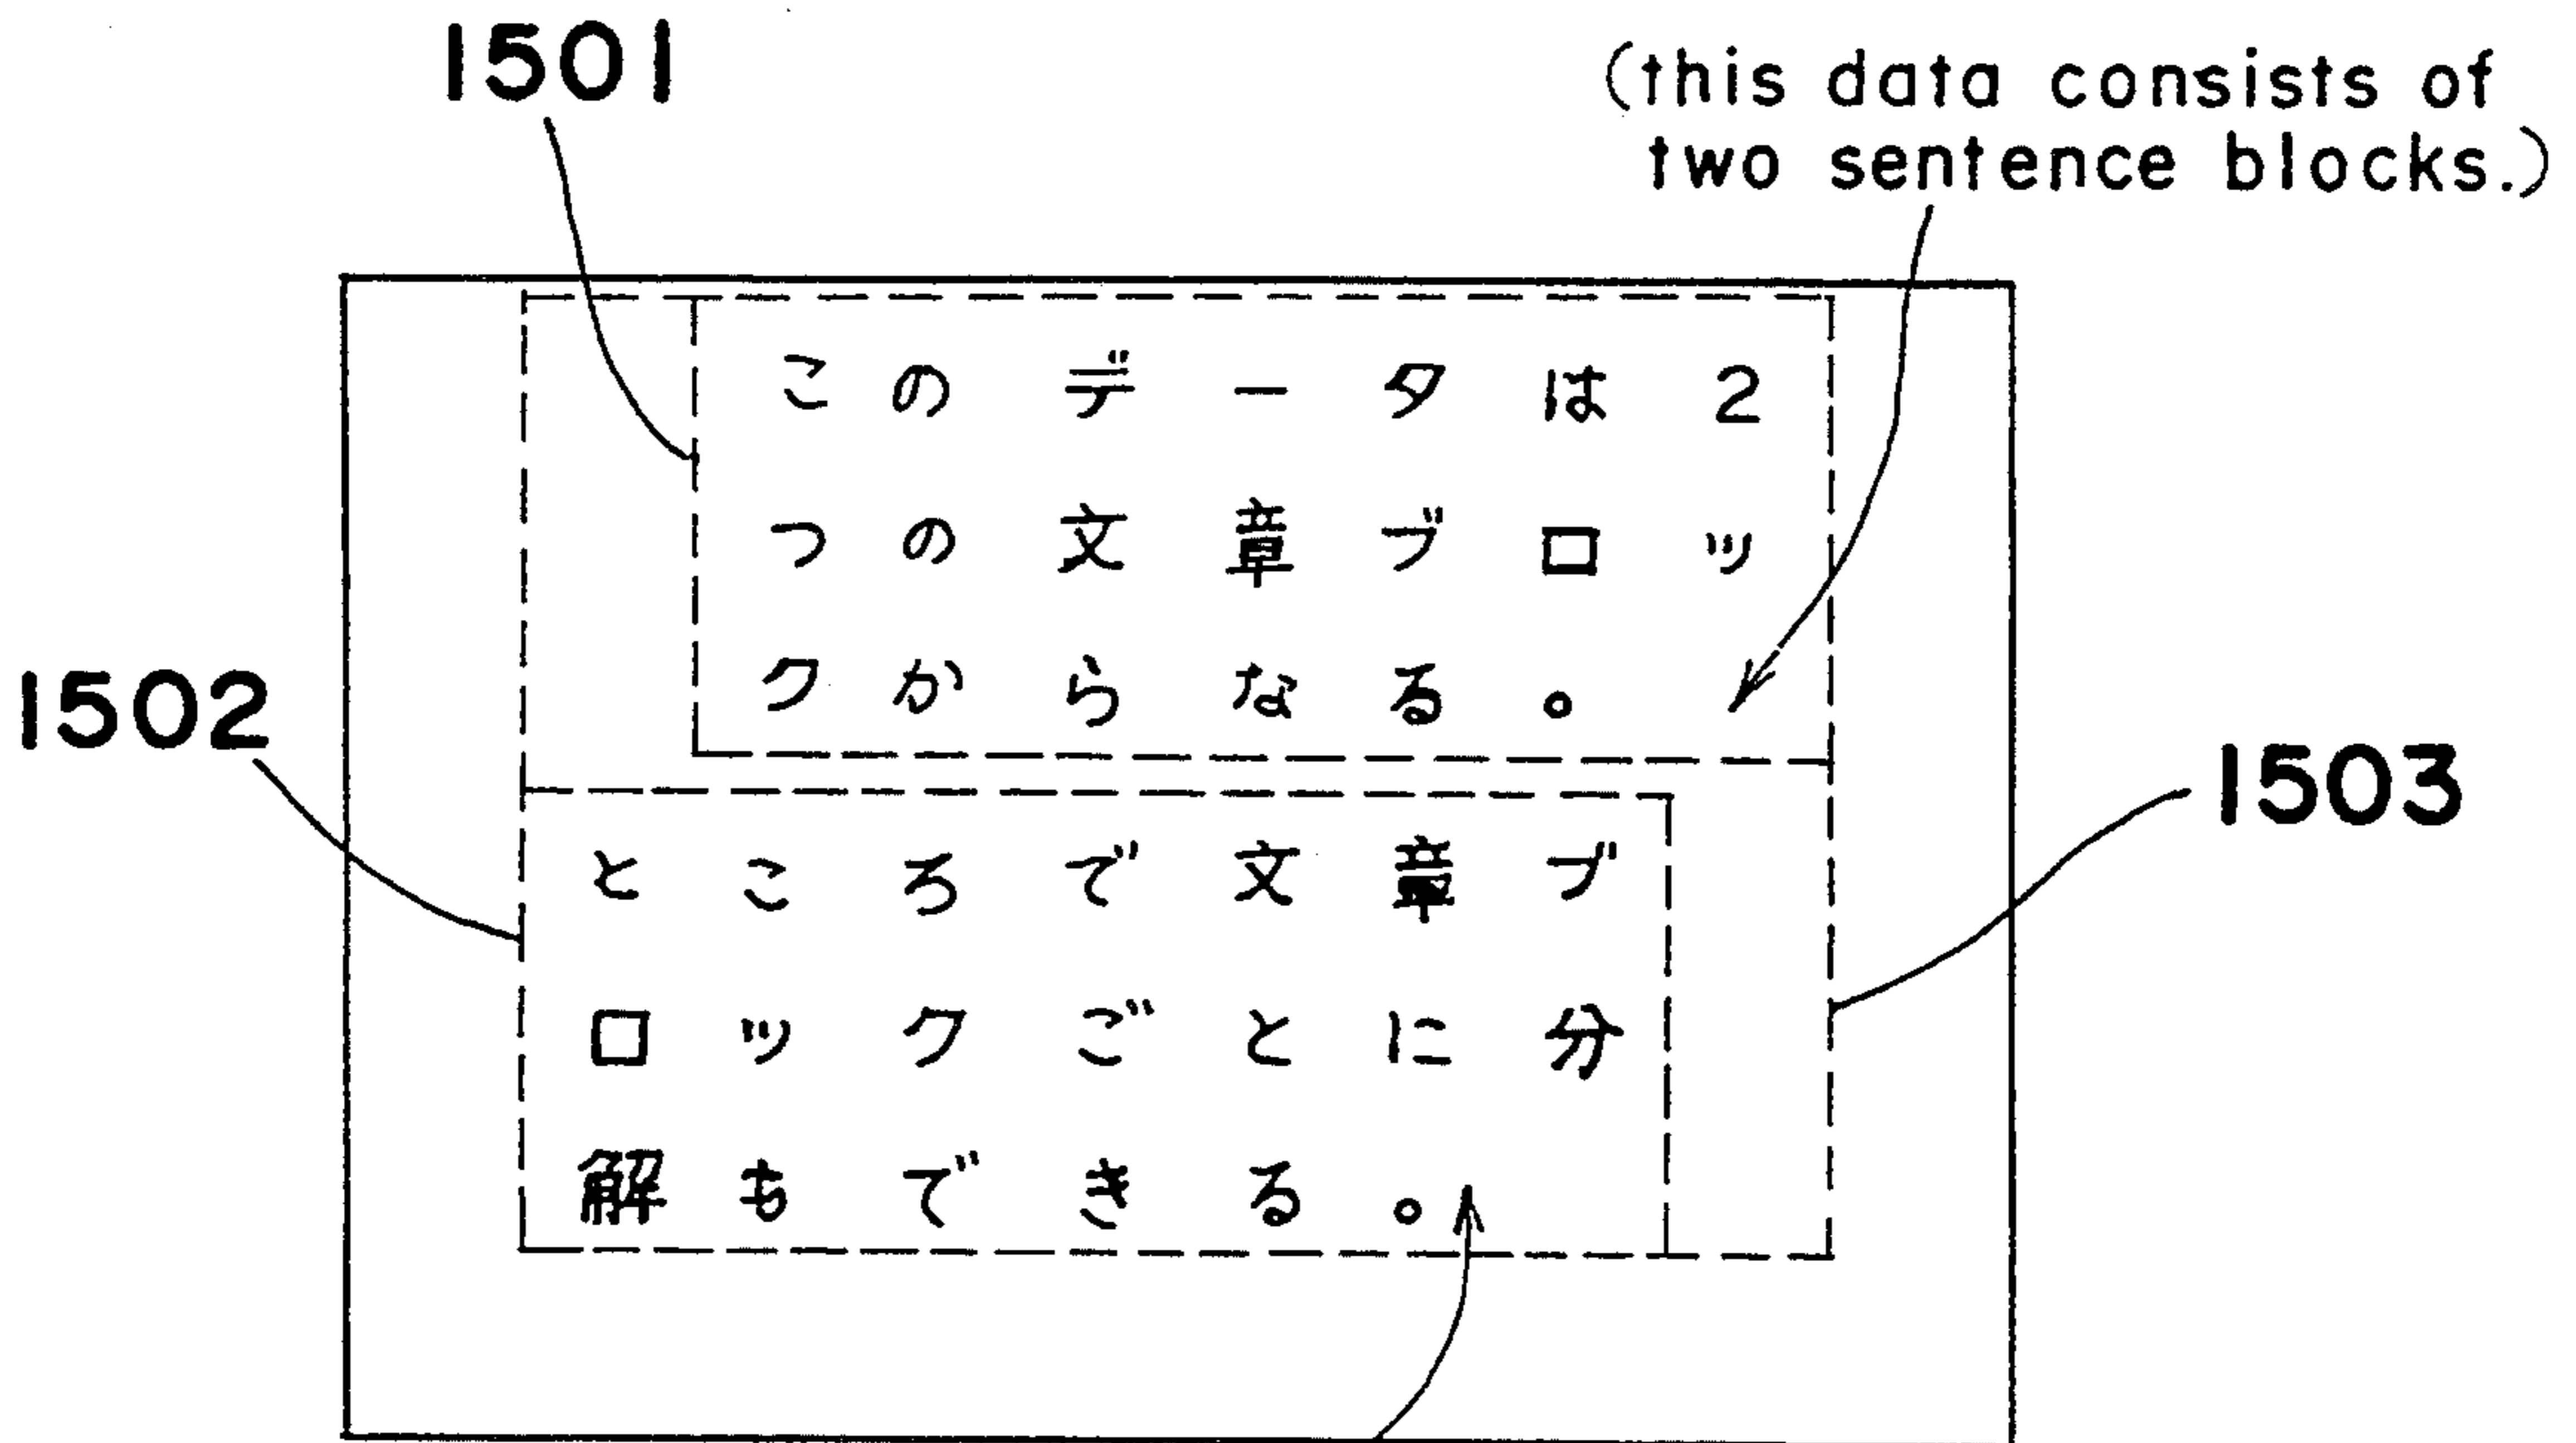 1501
(this data consists of
two sentence blocks.)
このデータは2
つの文章ブロッ
クからなる。
1502
1503
ところで文章ブ
ロックごとに分
解もできる。